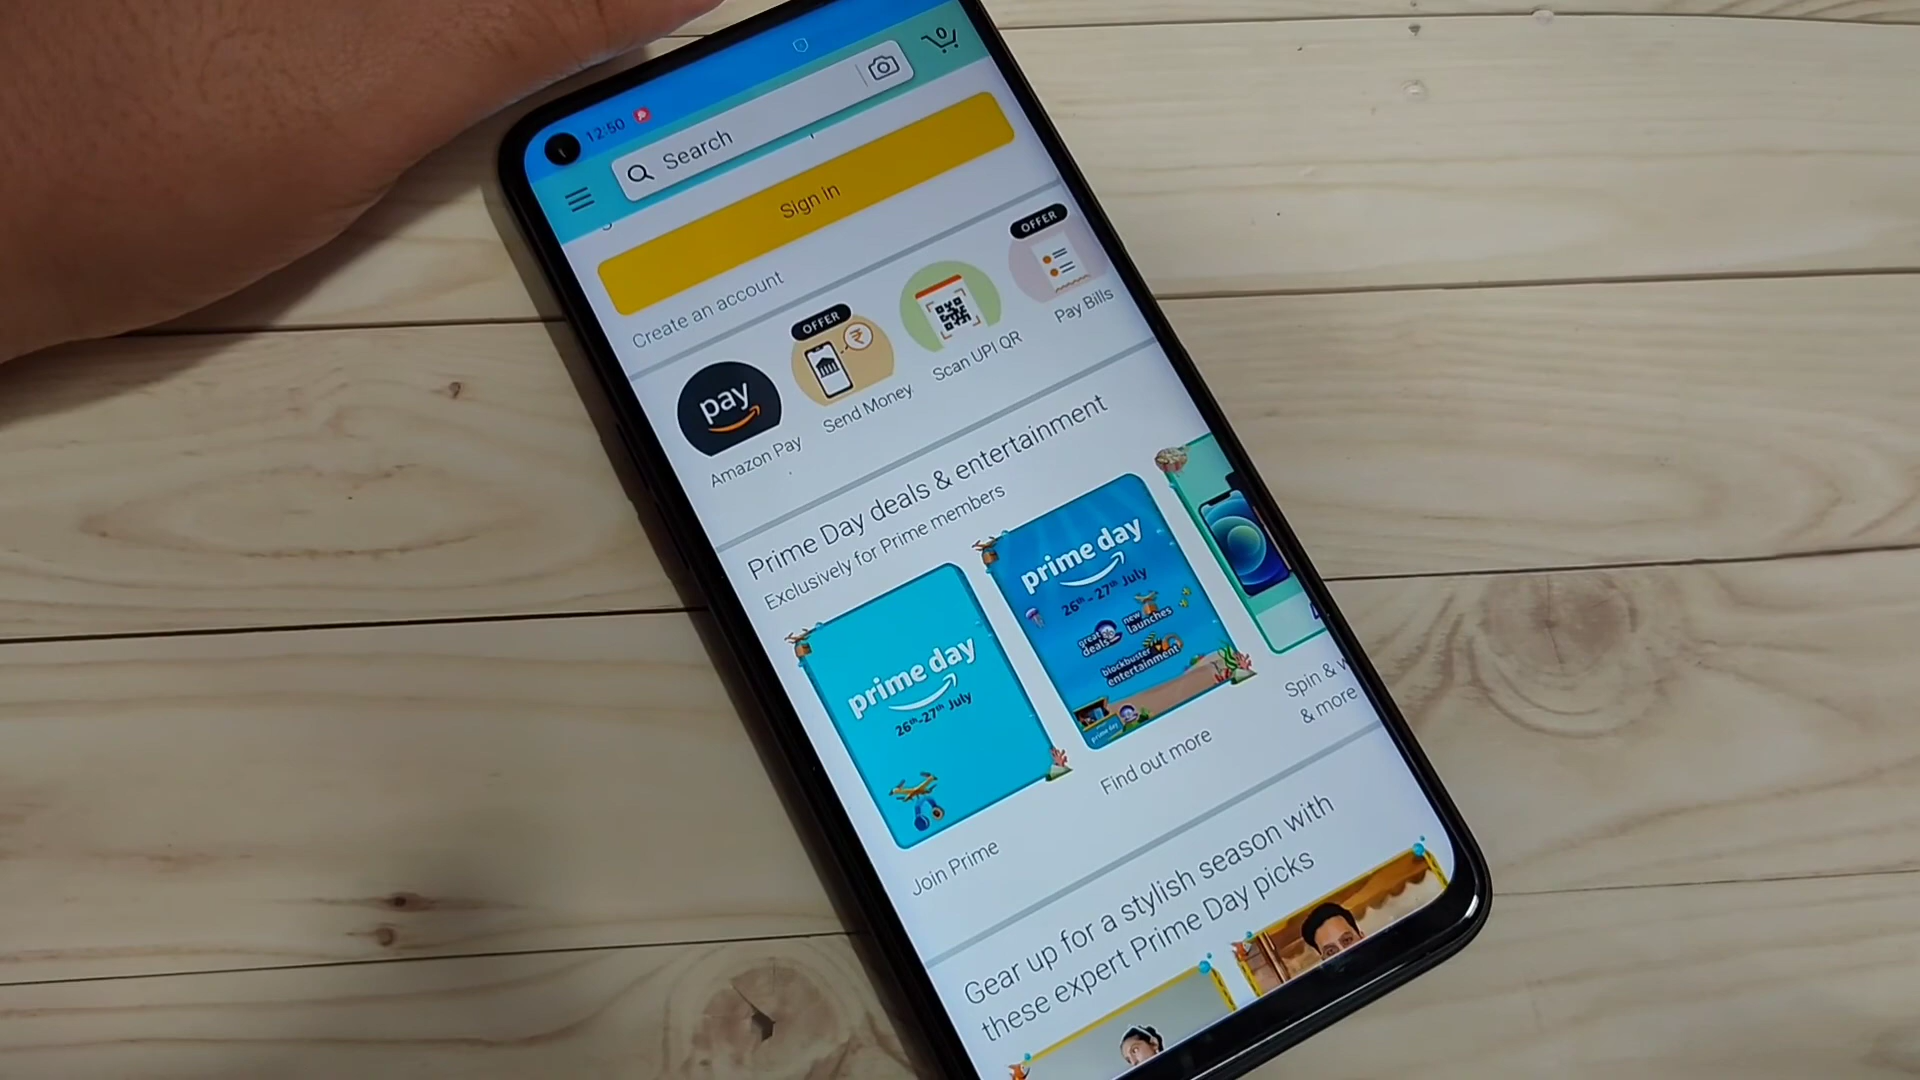 12:50
0
Search
Sign in
Create an account
OFFER
OFFER
pay
Amazon Pay
Send Money
Scan UPI QR
Pay Bills
Prime Day deals & entertainment
Exclusively for Prime members
prime day
26th-27th July
Join Prime
prime day
26th - 27th July
great deals
new launches
blockbuster entertainment
prime day
Find out more
Spin & w
& more
Gear up for a stylish season with
these expert Prime Day picks